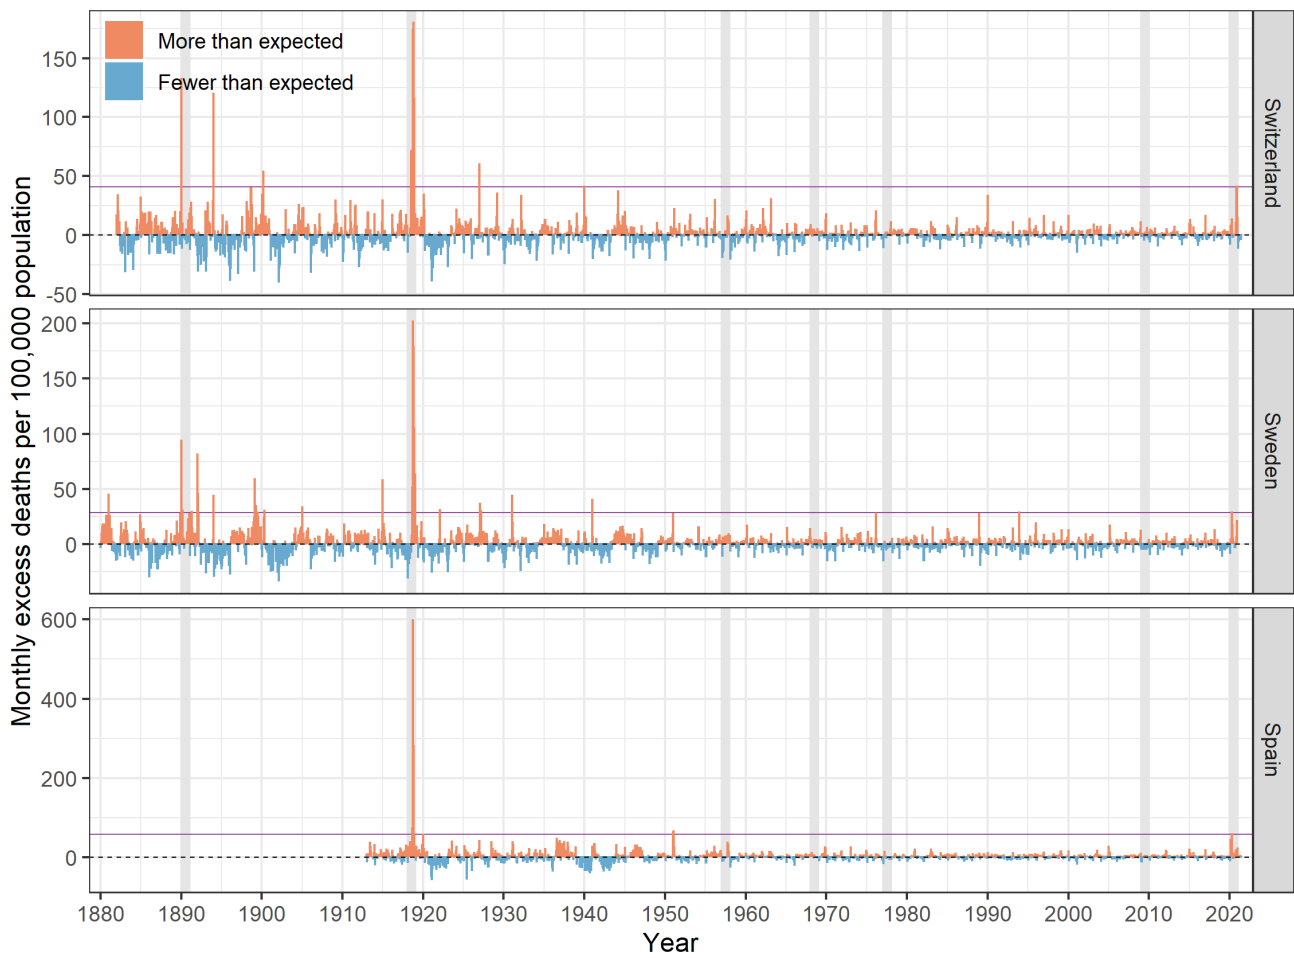 More than expected
Fewer than expected
150
100
50
0
-50
Switzerland
200
150
100
50
0
Sweden
600
400
200
0
Spain
1880 1890 1900 1910 1920 1930 1940 1950 1960 1970 1980 1990 2000 2010 2020
Year
Monthly excess deaths per 100,000 population